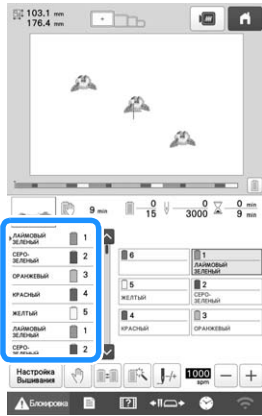 103.1 mm
176.4 mm
9 min
0
15
0
3000
0 min
9 min
ЛАЙМОВЫЙ
ЗЕЛЕНЫЙ
1
СЕРО-
ЗЕЛЕНЫЙ
2
ОРАНЖЕВЫЙ 3
КРАСНЫЙ 4
ЖЕЛТЫЙ 5
ЛАЙМОВЫЙ
ЗЕЛЕНЫЙ
1
СЕРО-
ЗЕЛЕНЫЙ
2
6
1
ЛАЙМОВЫЙ
ЗЕЛЕНЫЙ
5
ЖЕЛТЫЙ
2
СЕРО-
ЗЕЛЕНЫЙ
4
КРАСНЫЙ
3
ОРАНЖЕВЫЙ
Настройка
Вышивания
1000
spm
− +
Блокировка
?